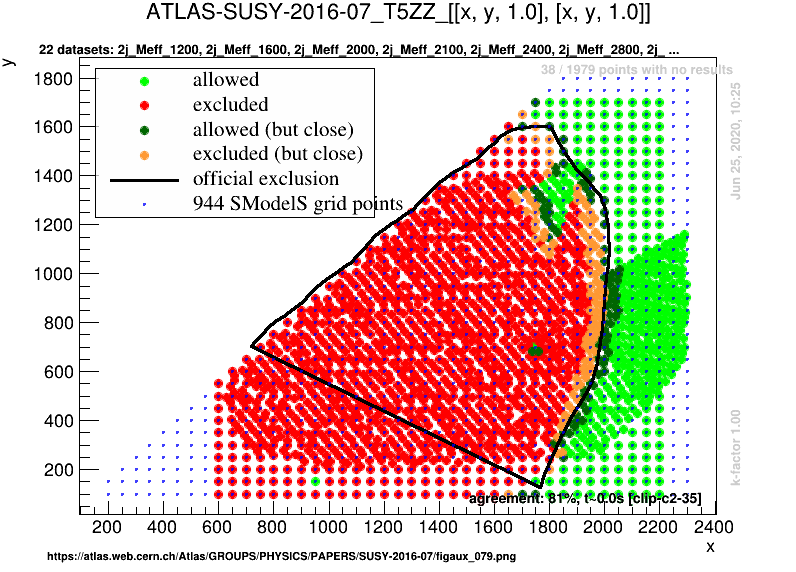 ATLAS-SUSY-2016-07_T5ZZ_[[x, y, 1.0], [x, y, 1.0]]
22 datasets: 2j_Meff_1200, 2j_Meff_1600, 2j_Meff_2000, 2j_Meff_2100, 2j_Meff_2400, 2j_Meff_2800, 2j_ ...
y
38 / 1979 points with no results
allowed
excluded
allowed (but close)
excluded (but close)
official exclusion
944 SModelS grid points
1800
1600
1400
1200
1000
800
600
400
200
Jun 25, 2020, 10:25
k-factor 1.00
agreement: 81%, t~0.0s [clip-c2-35]
200 400 600 800 1000 1200 1400 1600 1800 2000 2200 2400
x
https://atlas.web.cern.ch/Atlas/GROUPS/PHYSICS/PAPERS/SUSY-2016-07/figaux_079.png